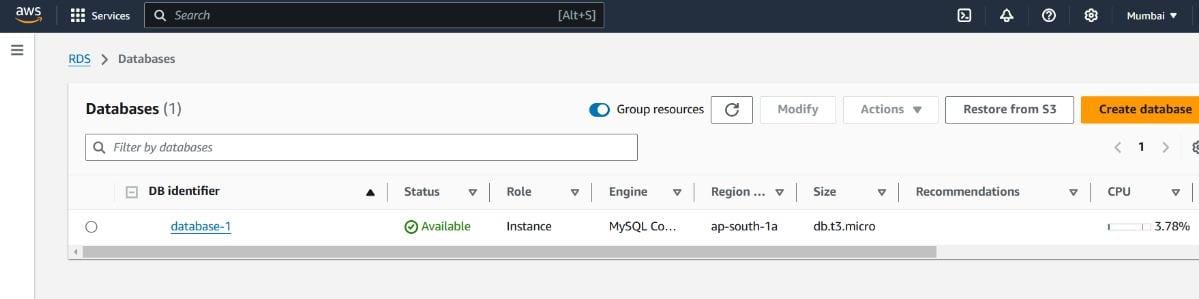 aws Services Search [Alt+S] Mumbai
RDS > Databases
Databases (1) Group resources Modify Actions Restore from S3 Create database
Filter by databases
1
DB identifier Status Role Engine Region ... Size Recommendations CPU
database-1 Available Instance MySQL Co... ap-south-1a db.t3.micro 3.78%